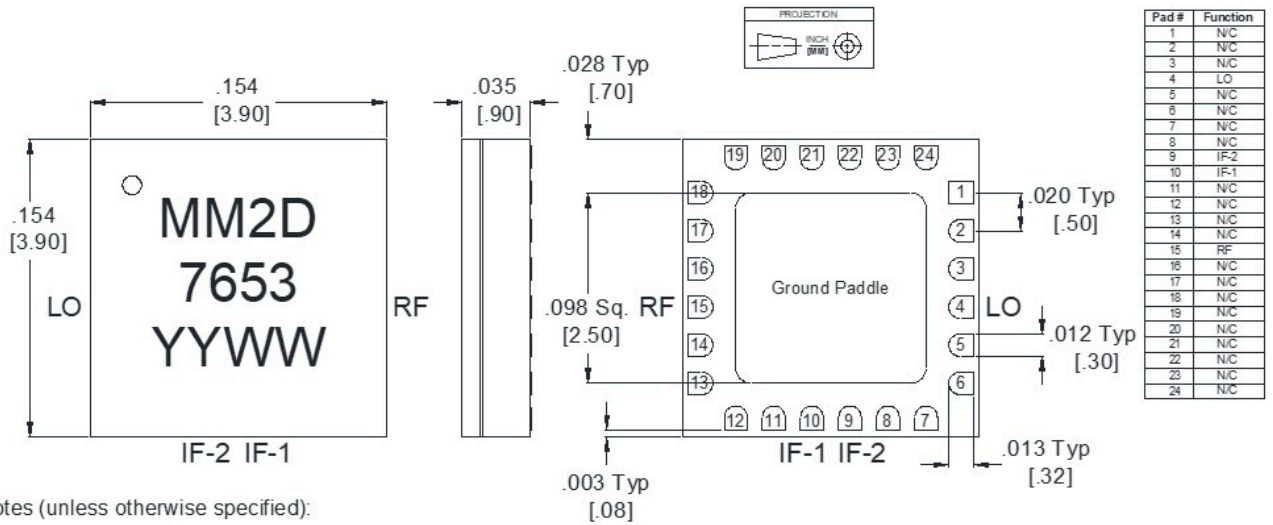 PROJECTION
INCH
[MM]
.154
[3.90]
.035
[.90]
.028 Typ
[.70]
.154
[3.90]
LO
MM2D
7653
YYWW
RF
IF-2 IF-1
19 20 21 22 23 24
18
17
16
15
14
13
1
2
3
4
5
6
12 11 10 9 8 7
Ground Paddle
.098 Sq.
[2.50]
RF
LO
.020 Typ
[.50]
.012 Typ
[.30]
IF-1 IF-2
.013 Typ
[.32]
.003 Typ
[.08]
Pad # Function
1 N/C
2 N/C
3 N/C
4 LO
5 N/C
6 N/C
7 N/C
8 N/C
9 IF-2
10 IF-1
11 N/C
12 N/C
13 N/C
14 N/C
15 RF
16 N/C
17 N/C
18 N/C
19 N/C
20 N/C
21 N/C
22 N/C
23 N/C
24 N/C
otes (unless otherwise specified):